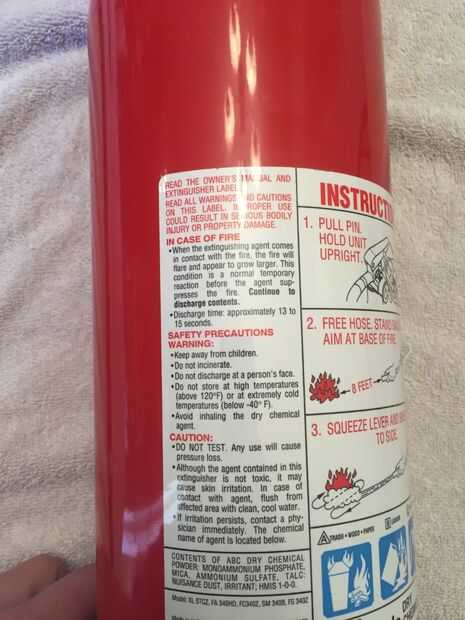 READ THE OWNER'S MANUAL AND
EXTINGUISHER LABEL
READ ALL WARNINGS AND CAUTIONS
ON THIS LABEL. IMPROPER USE
COULD RESULT IN SERIOUS BODILY
INJURY OR PROPERTY DAMAGE.
IN CASE OF FIRE
•When the extinguishing agent comes
in contact with the fire, the fire will
flare and appear to grow larger. This
condition is a normal temporary
reaction before the agent sup-
presses the fire. Continue to
discharge contents.
•Discharge time: approximately 13 to
15 seconds.
SAFETY PRECAUTIONS
WARNING:
•Keep away from children.
•Do not incinerate.
•Do not discharge at a person's face.
•Do not store at high temperatures
(above 120°F) or at extremely cold
temperatures (below -40° F).
•Avoid inhaling the dry chemical
agent.
CAUTION:
•DO NOT TEST. Any use will cause
pressure loss.
•Although the agent contained in this
extinguisher is not toxic, it may
cause skin irritation. In case of
contact with agent, flush from
affected area with clean, cool water.
•If irritation persists, contact a phy-
sician immediately. The chemical
name of agent is located below.
CONTENTS OF ABC DRY CHEMICAL
POWDER: MONOAMMONIUM PHOSPHATE,
MICA, AMMONIUM SULFATE, TALC:
NUISANCE DUST, IRRITANT; HMIS 1-0-0.
INSTRUCTI
1. PULL PIN.
HOLD UNIT
UPRIGHT.
2. FREE HOSE. STAND
AIM AT BASE OF FIRE
8 FEET
3. SQUEEZE LEVER AND
TO SIDE.
A TRASH • WOOD • PAPER
DRY